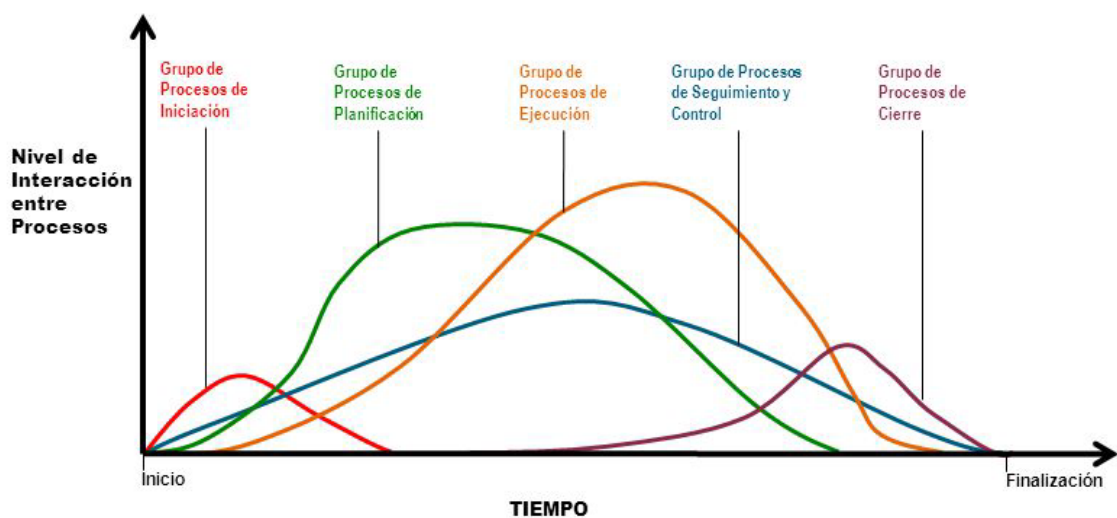 Grupo de
Procesos de
Iniciación
Grupo de
Procesos de
Planificación
Grupo de
Procesos de
Ejecución
Grupo de Procesos
de Seguimiento y
Control
Grupo de
Procesos de
Cierre
Nivel de
Interacción
entre
Procesos
Inicio
Finalización
TIEMPO